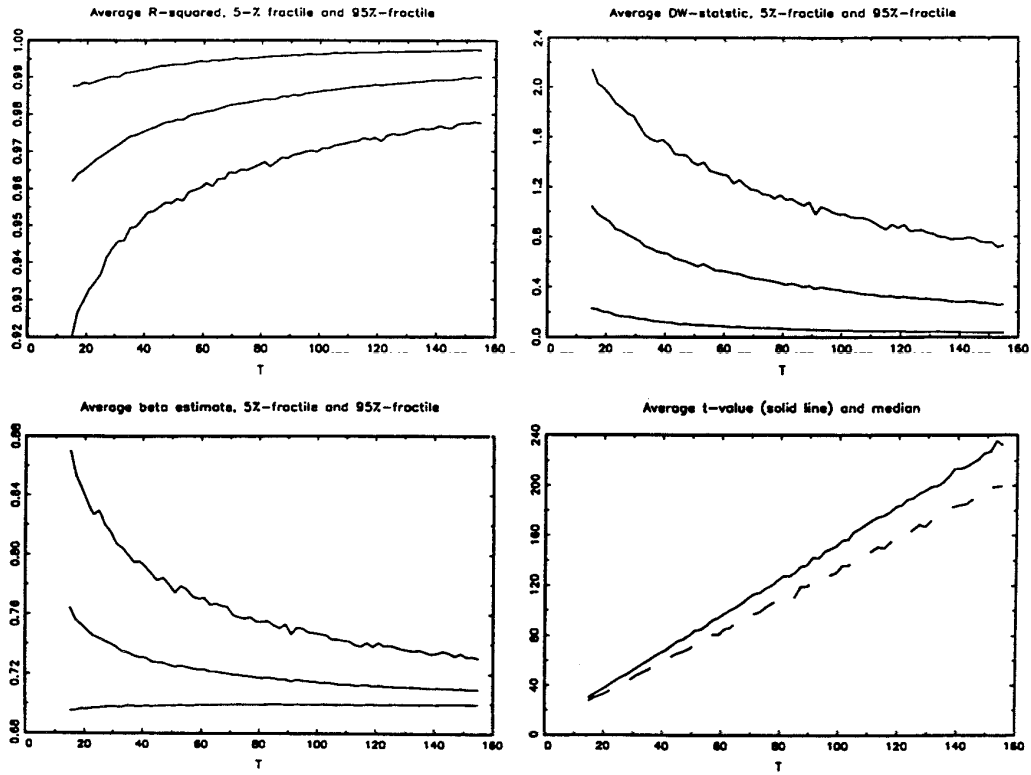 Average R-squared, 5-% fractile and 95%-fractile
1.00
0.99
0.98
0.97
0.96
0.95
0.94
0.93
0.92
0 20 40 60 80 100 120 140 160
T
Average DW-statstic, 5%-fractile and 95%-fractile
2.4
2.0
1.6
1.2
0.8
0.4
0.0
0 20 40 60 80 100 120 140 160
T
Average beta estimate, 5%-fractile and 95%-fractile
0.88
0.84
0.80
0.76
0.72
0.68
0 20 40 60 80 100 120 140 160
T
Average t-value (solid line) and median
240
200
160
120
80
40
0
0 20 40 60 80 100 120 140 160
T